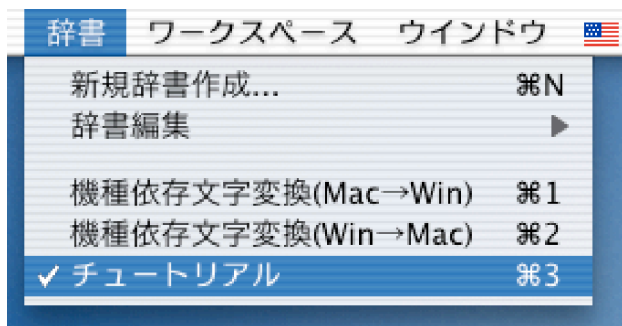 辞書 ワークスペース ウインドウ
新規辞書作成... ⌘N
辞書編集
機種依存文字変換(Mac→Win) ⌘1
機種依存文字変換(Win→Mac) ⌘2
チュートリアル ⌘3